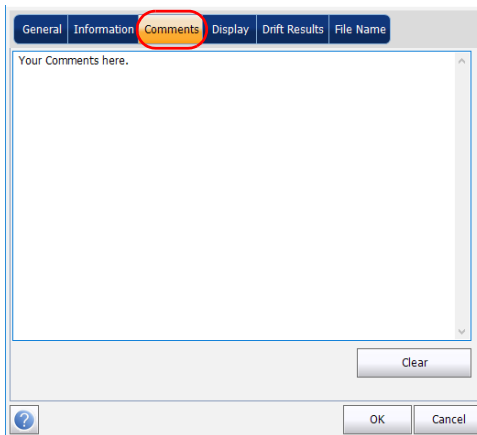 General Information Comments Display Drift Results File Name
Your Comments here.
Clear
? OK Cancel